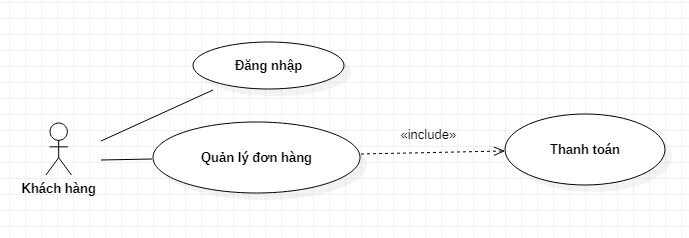 Đăng nhập
«include»
Thanh toán
Quản lý đơn hàng
Khách hàng